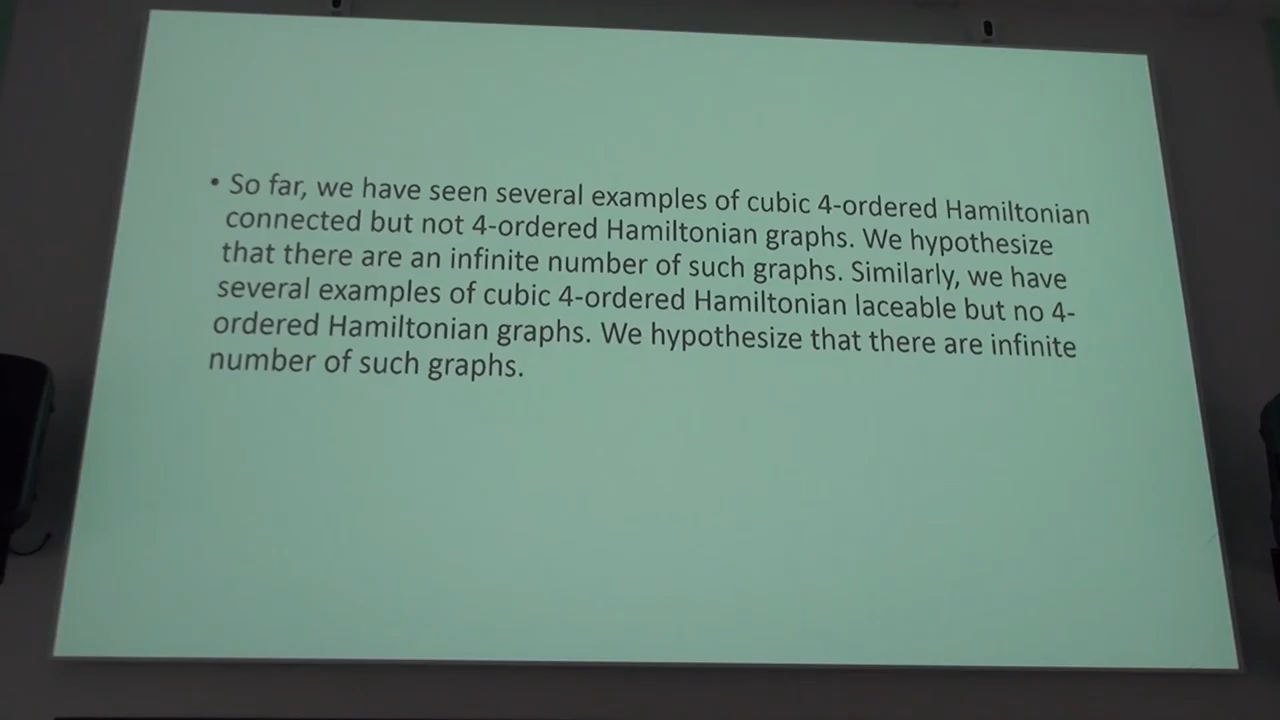 • So far, we have seen several examples of cubic 4-ordered Hamiltonian
connected but not 4-ordered Hamiltonian graphs. We hypothesize
that there are an infinite number of such graphs. Similarly, we have
several examples of cubic 4-ordered Hamiltonian laceable but no 4-
ordered Hamiltonian graphs. We hypothesize that there are infinite
number of such graphs.